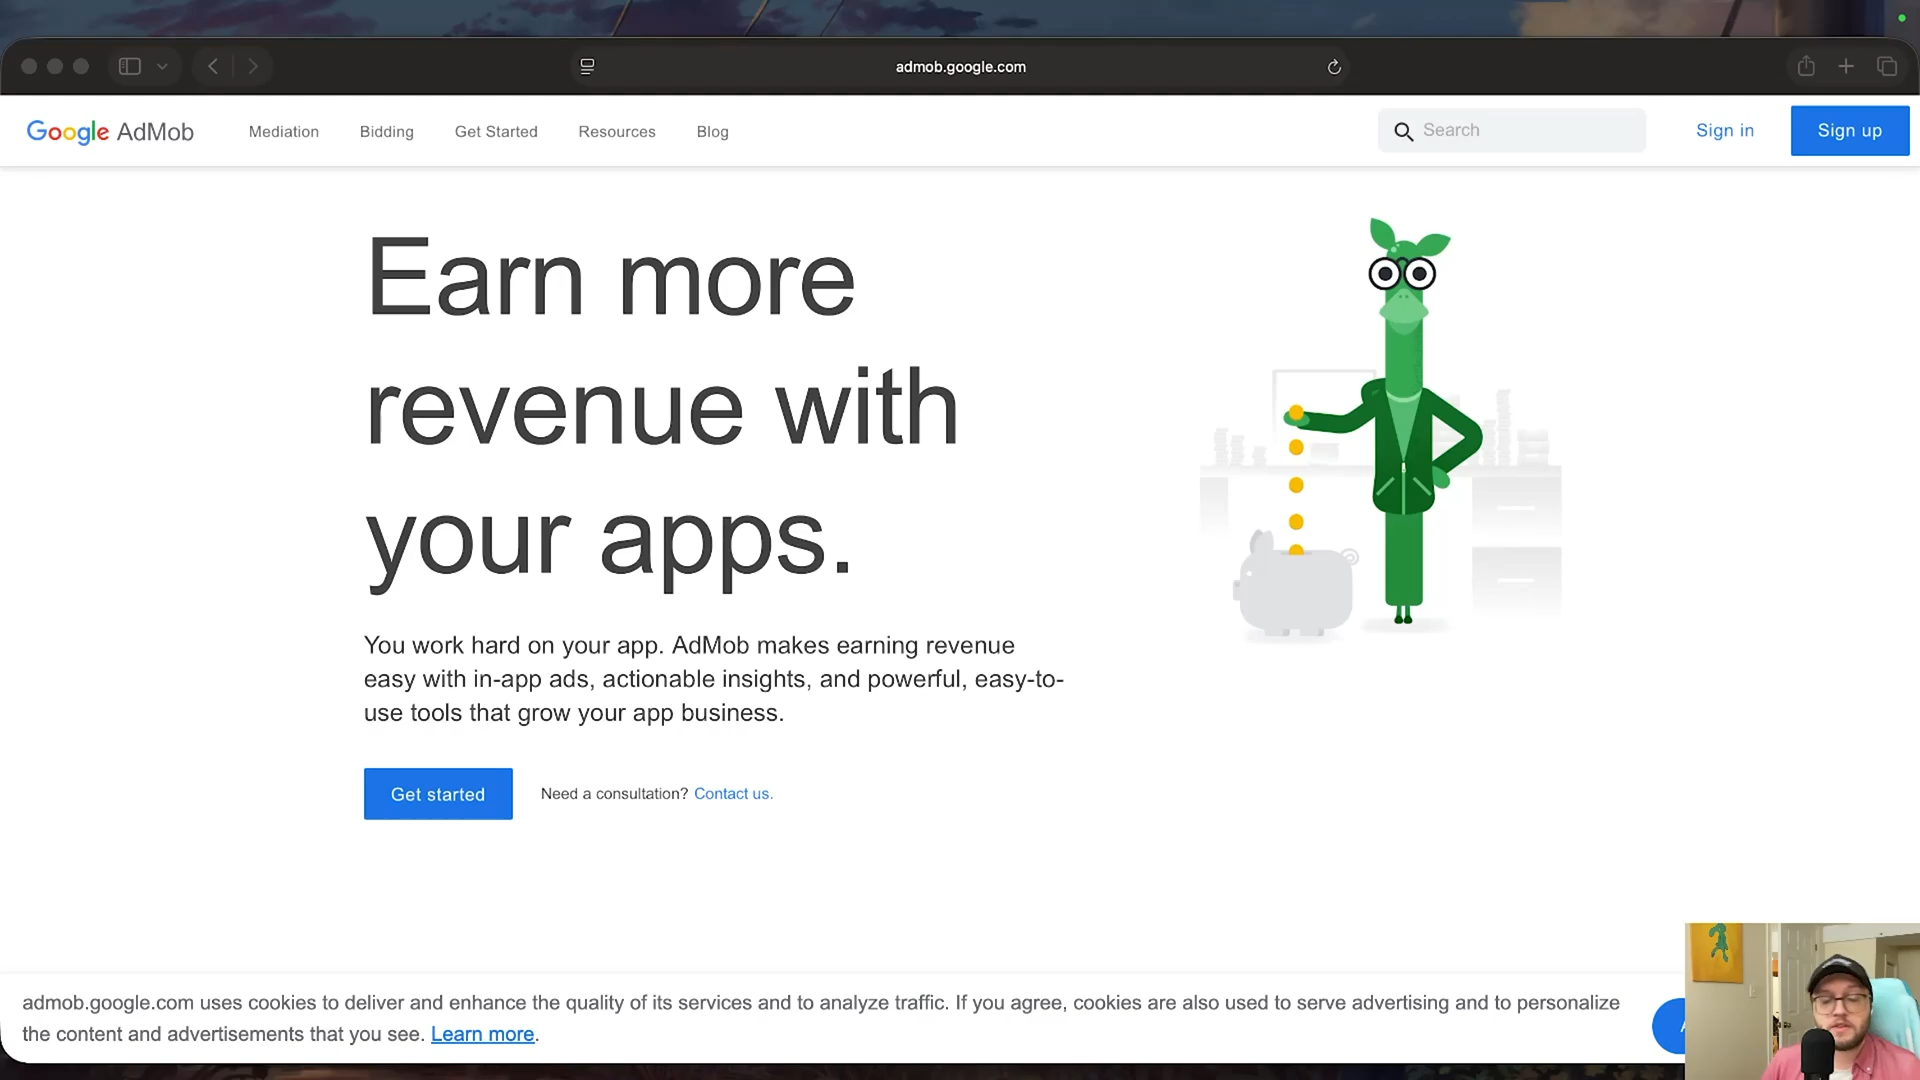 admob.google.com
Google AdMob
Mediation
Bidding
Get Started
Resources
Blog
Search
Sign in
Sign up
Earn more
revenue with
your apps.
You work hard on your app. AdMob makes earning revenue
easy with in-app ads, actionable insights, and powerful, easy-to-
use tools that grow your app business.
Get started
Need a consultation? Contact us.
admob.google.com uses cookies to deliver and enhance the quality of its services and to analyze traffic. If you agree, cookies are also used to serve advertising and to personalize
the content and advertisements that you see. Learn more.